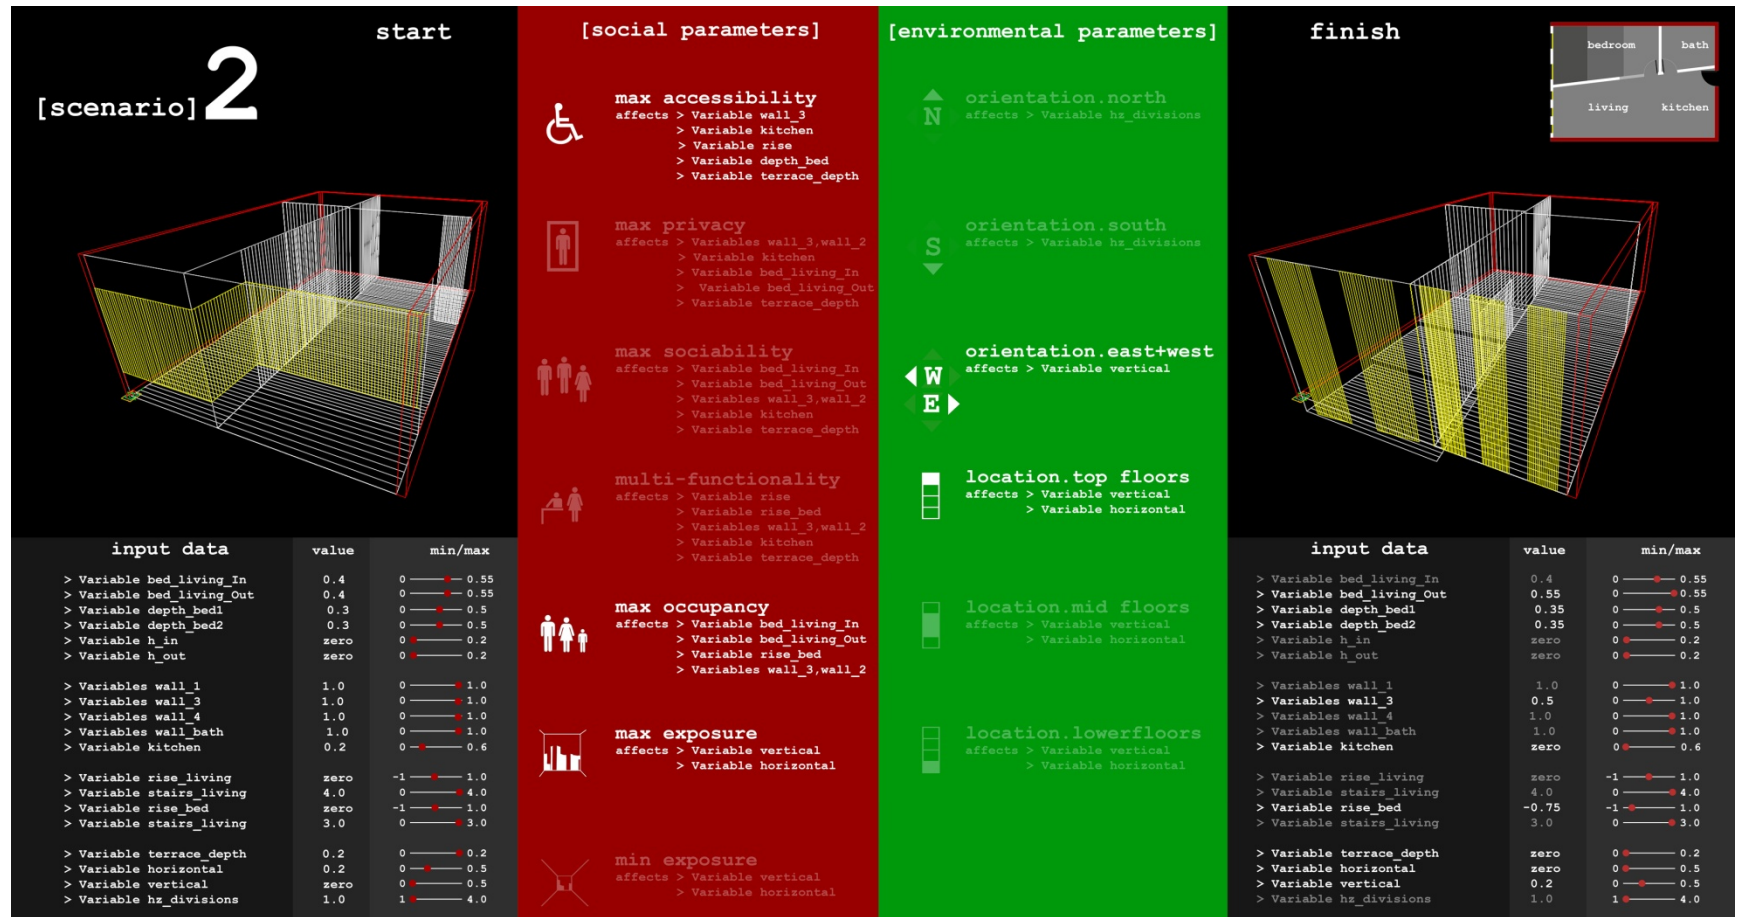 start
[scenario] 2
> Variable bed_living_In 0.4 0 0.55
> Variable bed_living_Out 0.4 0 0.55
> Variable depth_bed1 0.3 0 0.5
> Variable depth_bed2 0.3 0 0.5
> Variable h_in zero 0 0.2
> Variable h_out zero 0 0.2
> Variables wall_1 1.0 0 1.0
> Variables wall_3 1.0 0 1.0
> Variables wall_4 1.0 0 1.0
> Variables wall_bath 1.0 0 1.0
> Variable kitchen 0.2 0 0.6
> Variable rise_living zero -1 1.0
> Variable stairs_living 4.0 0 4.0
> Variable rise_bed zero -1 1.0
> Variable stairs_living 3.0 0 3.0
> Variable terrace_depth 0.2 0 0.2
> Variable horizontal 0.2 0 0.5
> Variable vertical zero 0 0.5
> Variable hz_divisions 1.0 1 4.0
input data value min/max
[social parameters]
max accessibility
affects > Variable wall_3
> Variable kitchen
> Variable rise
> Variable depth_bed
> Variable terrace_depth
max privacy
affects > Variables wall_3,wall_2
> Variable kitchen
> Variable bed_living_In
> Variable bed_living_Out
> Variable terrace_depth
max sociability
affects > Variable bed_living_In
> Variable bed_living_Out
> Variables wall_3,wall_2
> Variable kitchen
> Variable terrace_depth
multi-functionality
affects > Variable rise
> Variable rise_bed
> Variables wall_3,wall_2
> Variable kitchen
> Variable terrace_depth
max occupancy
affects > Variable bed_living_In
> Variable bed_living_Out
> Variable rise_bed
> Variables wall_3,wall_2
max exposure
affects > Variable vertical
> Variable horizontal
min exposure
affects > Variable vertical
> Variable horizontal
[environmental parameters]
N
orientation.north
affects > Variable hz_divisions
S
orientation.south
affects > Variable hz_divisions
W
E
orientation.east+west
affects > Variable vertical
location.top floors
affects > Variable vertical
> Variable horizontal
location.mid floors
affects > Variable vertical
> Variable horizontal
location.lowerfloors
affects > Variable vertical
> Variable horizontal
finish
bedroom bath
living kitchen
input data value min/max
> Variable bed_living_In 0.4 0 0.55
> Variable bed_living_Out 0.55 0 0.55
> Variable depth_bed1 0.35 0 0.5
> Variable depth_bed2 0.35 0 0.5
> Variable h_in zero 0 0.2
> Variable h_out zero 0 0.2
> Variables wall_1 1.0 0 1.0
> Variables wall_3 0.5 0 1.0
> Variables wall_4 1.0 0 1.0
> Variables wall_bath 1.0 0 1.0
> Variable kitchen zero 0 0.6
> Variable rise_living zero -1 1.0
> Variable stairs_living 4.0 0 4.0
> Variable rise_bed -0.75 -1 1.0
> Variable stairs_living 3.0 0 3.0
> Variable terrace_depth zero 0 0.2
> Variable horizontal zero 0 0.5
> Variable vertical 0.2 0 0.5
> Variable hz_divisions 1.0 1 4.0